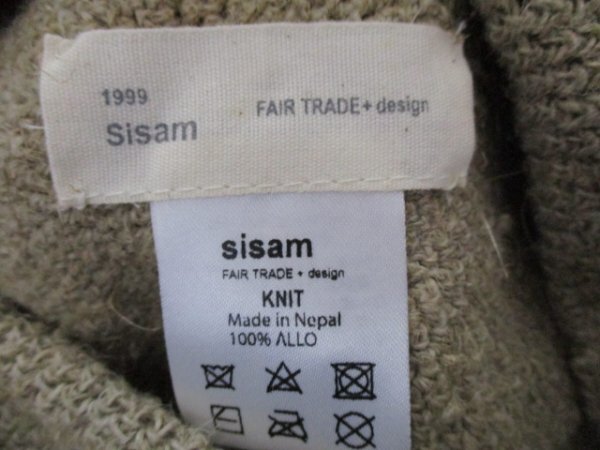 1999
Sisam
FAIR TRADE + design
sisam
FAIR TRADE + design
KNIT
Made in Nepal
100% ALLO